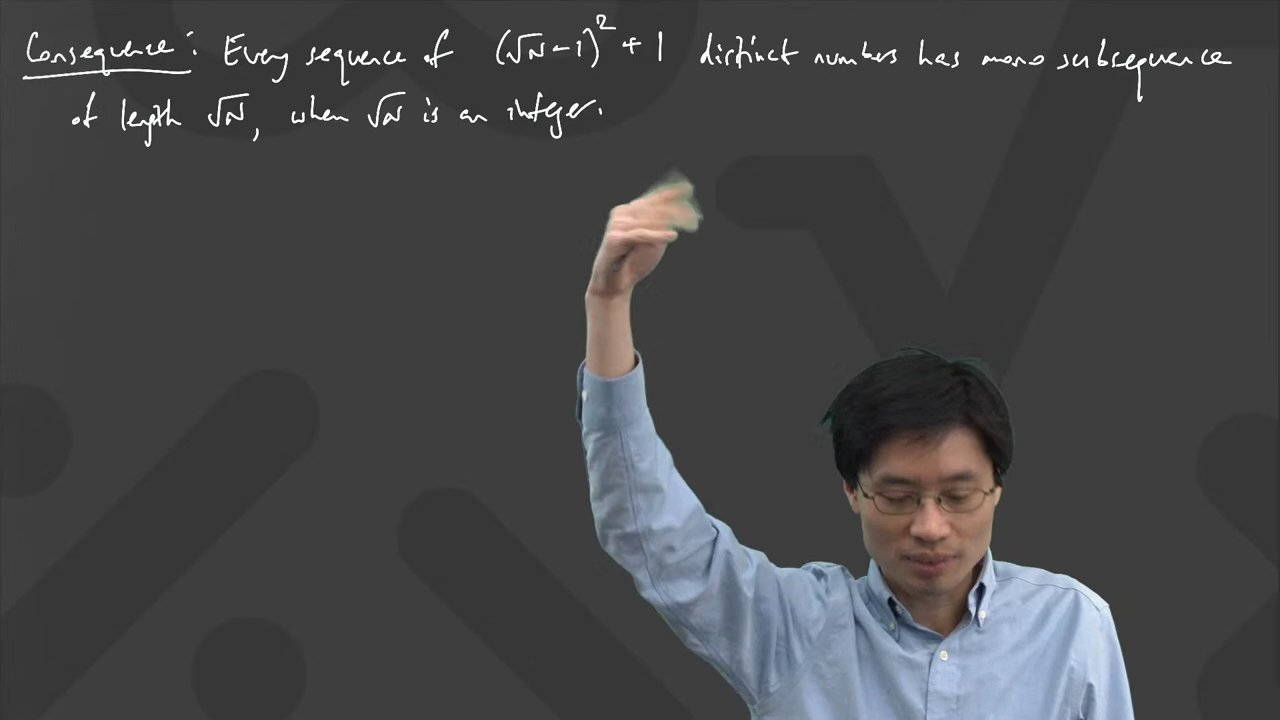 Consequence: Every sequence of (√N-1)² + 1 distinct numbers has mono subsequence
of length √N, when √N is an integer.